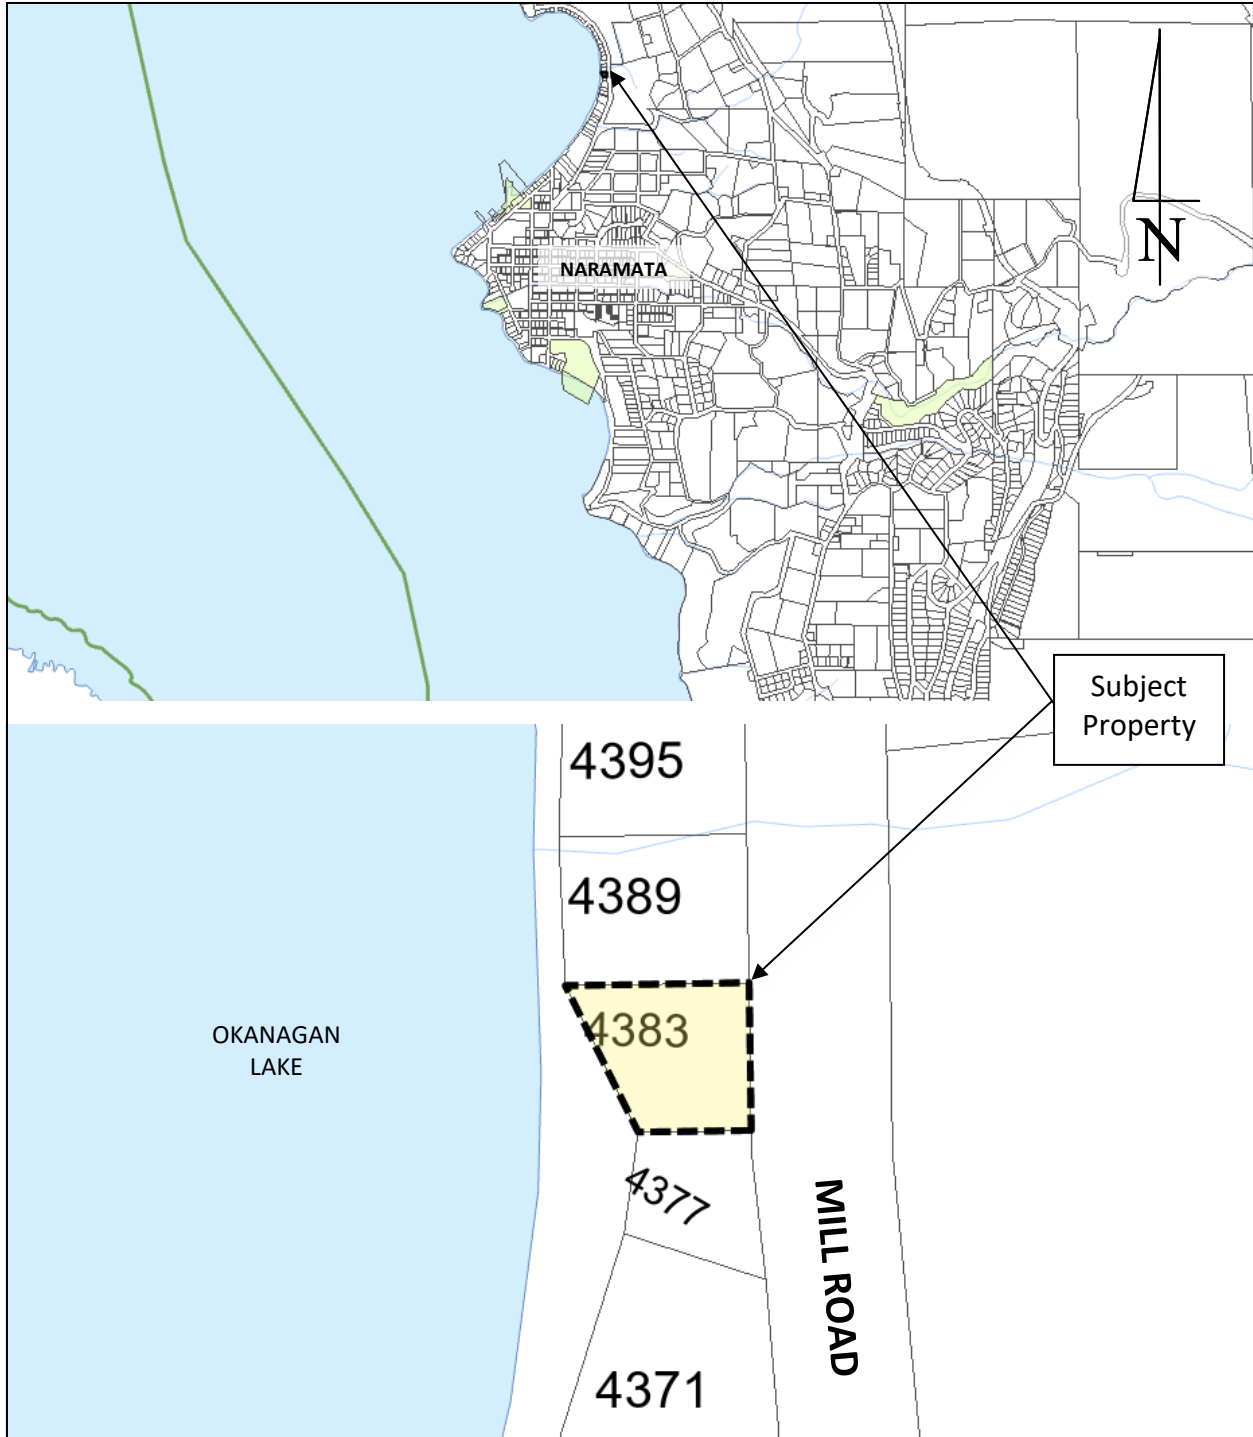 N
NARAMATA
Subject
Property
4395
4389
4383
OKANAGAN
LAKE
4377
MILL ROAD
4371